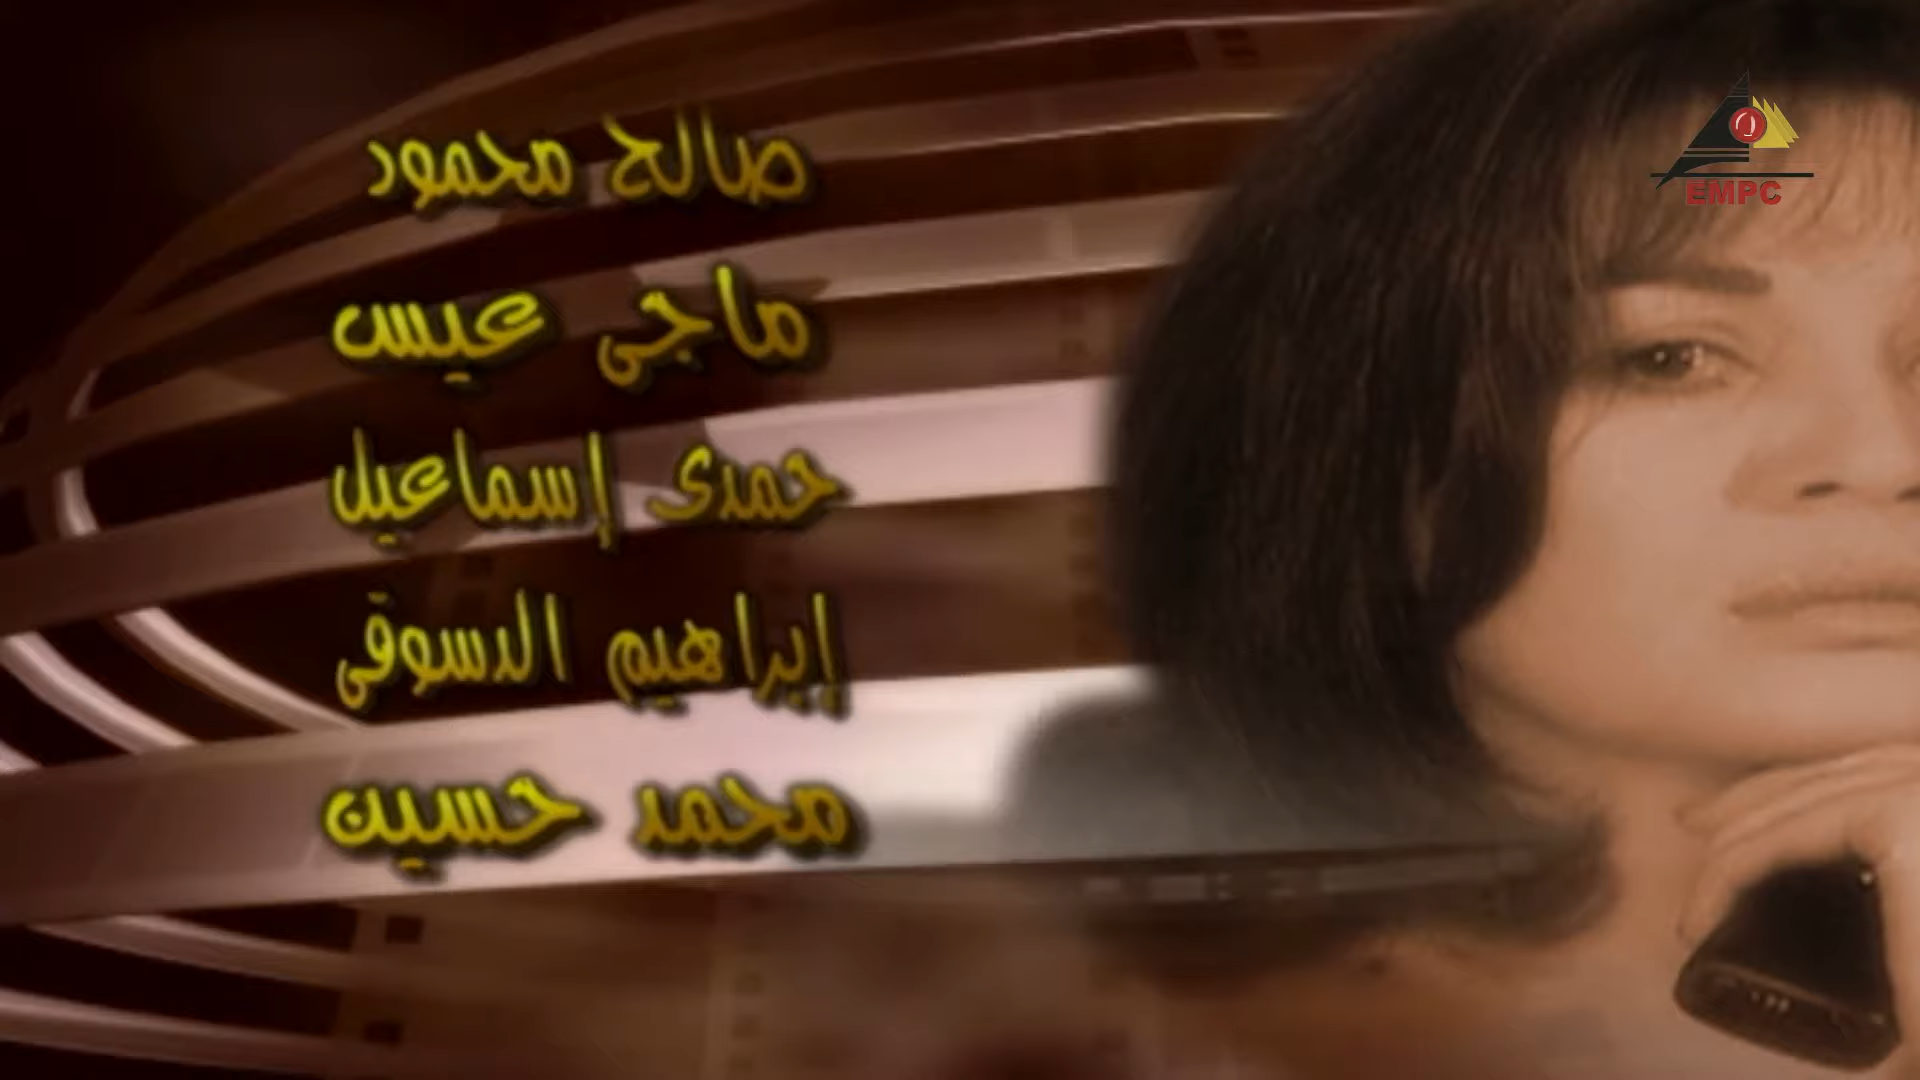 صالح محمود
ماجى عيس
حمدى إسماعيل
إبراهيم الدسوقى
محمد حسين
EMPC